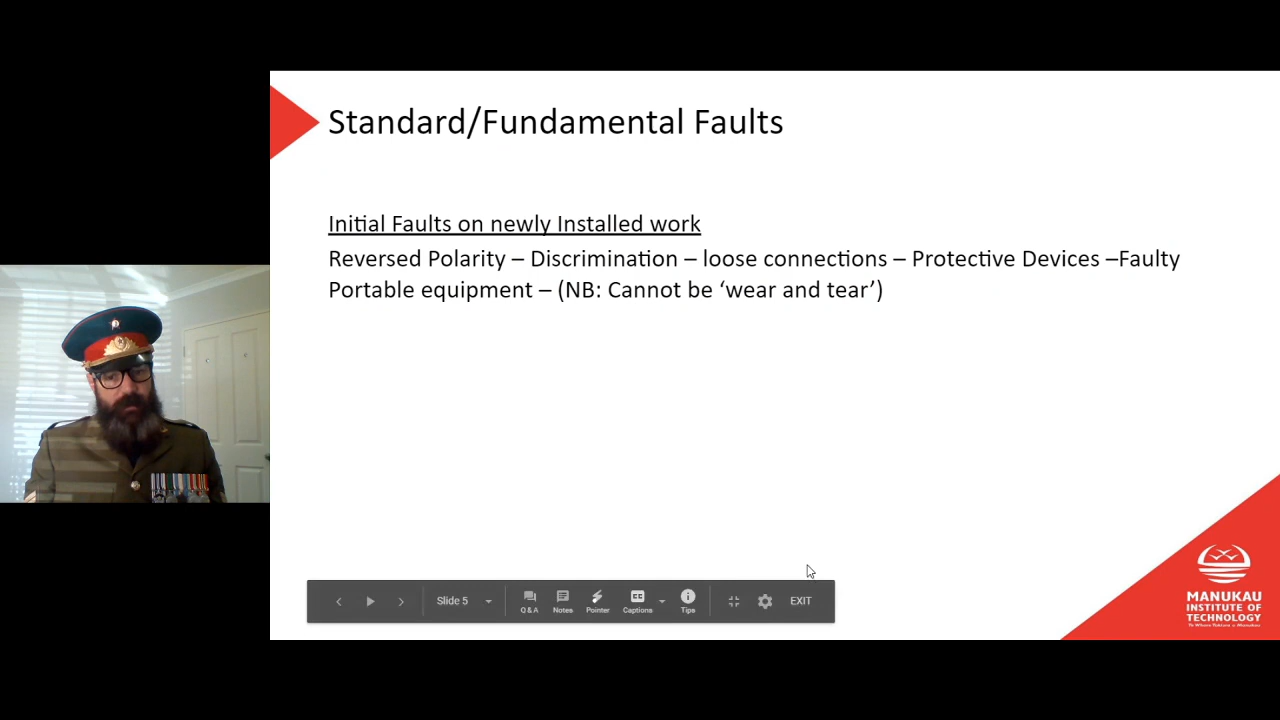 Standard/Fundamental Faults
Initial Faults on newly Installed work
Reversed Polarity – Discrimination – loose connections – Protective Devices –Faulty
Portable equipment – (NB: Cannot be ‘wear and tear’)
Slide 5
Q & A
Notes
Pointer
Captions
Tips
EXIT
CC
MANUKAU
INSTITUTE OF
TECHNOLOGY